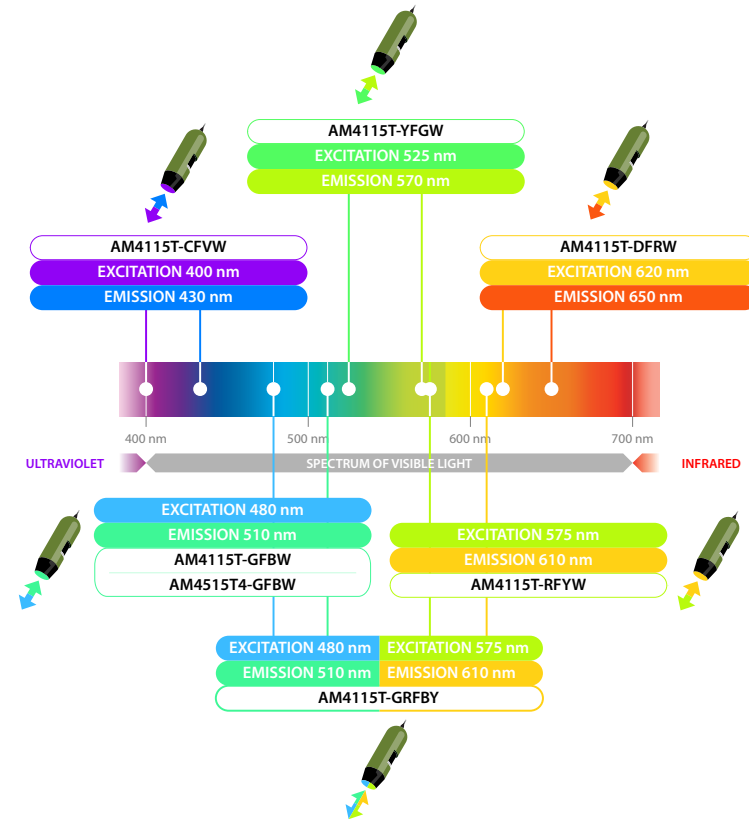 AM4115T-YFGW
EXCITATION 525 nm
EMISSION 570 nm
AM4115T-CFVW
EXCITATION 400 nm
EMISSION 430 nm
AM4115T-DFRW
EXCITATION 620 nm
EMISSION 650 nm
400 nm
500 nm
600 nm
700 nm
ULTRAVIOLET
SPECTRUM OF VISIBLE LIGHT
INFRARED
EXCITATION 480 nm
EMISSION 510 nm
AM4115T-GFBW
AM4515T4-GFBW
EXCITATION 575 nm
EMISSION 610 nm
AM4115T-RFYW
EXCITATION 480 nm EXCITATION 575 nm
EMISSION 510 nm EMISSION 610 nm
AM4115T-GRFBY